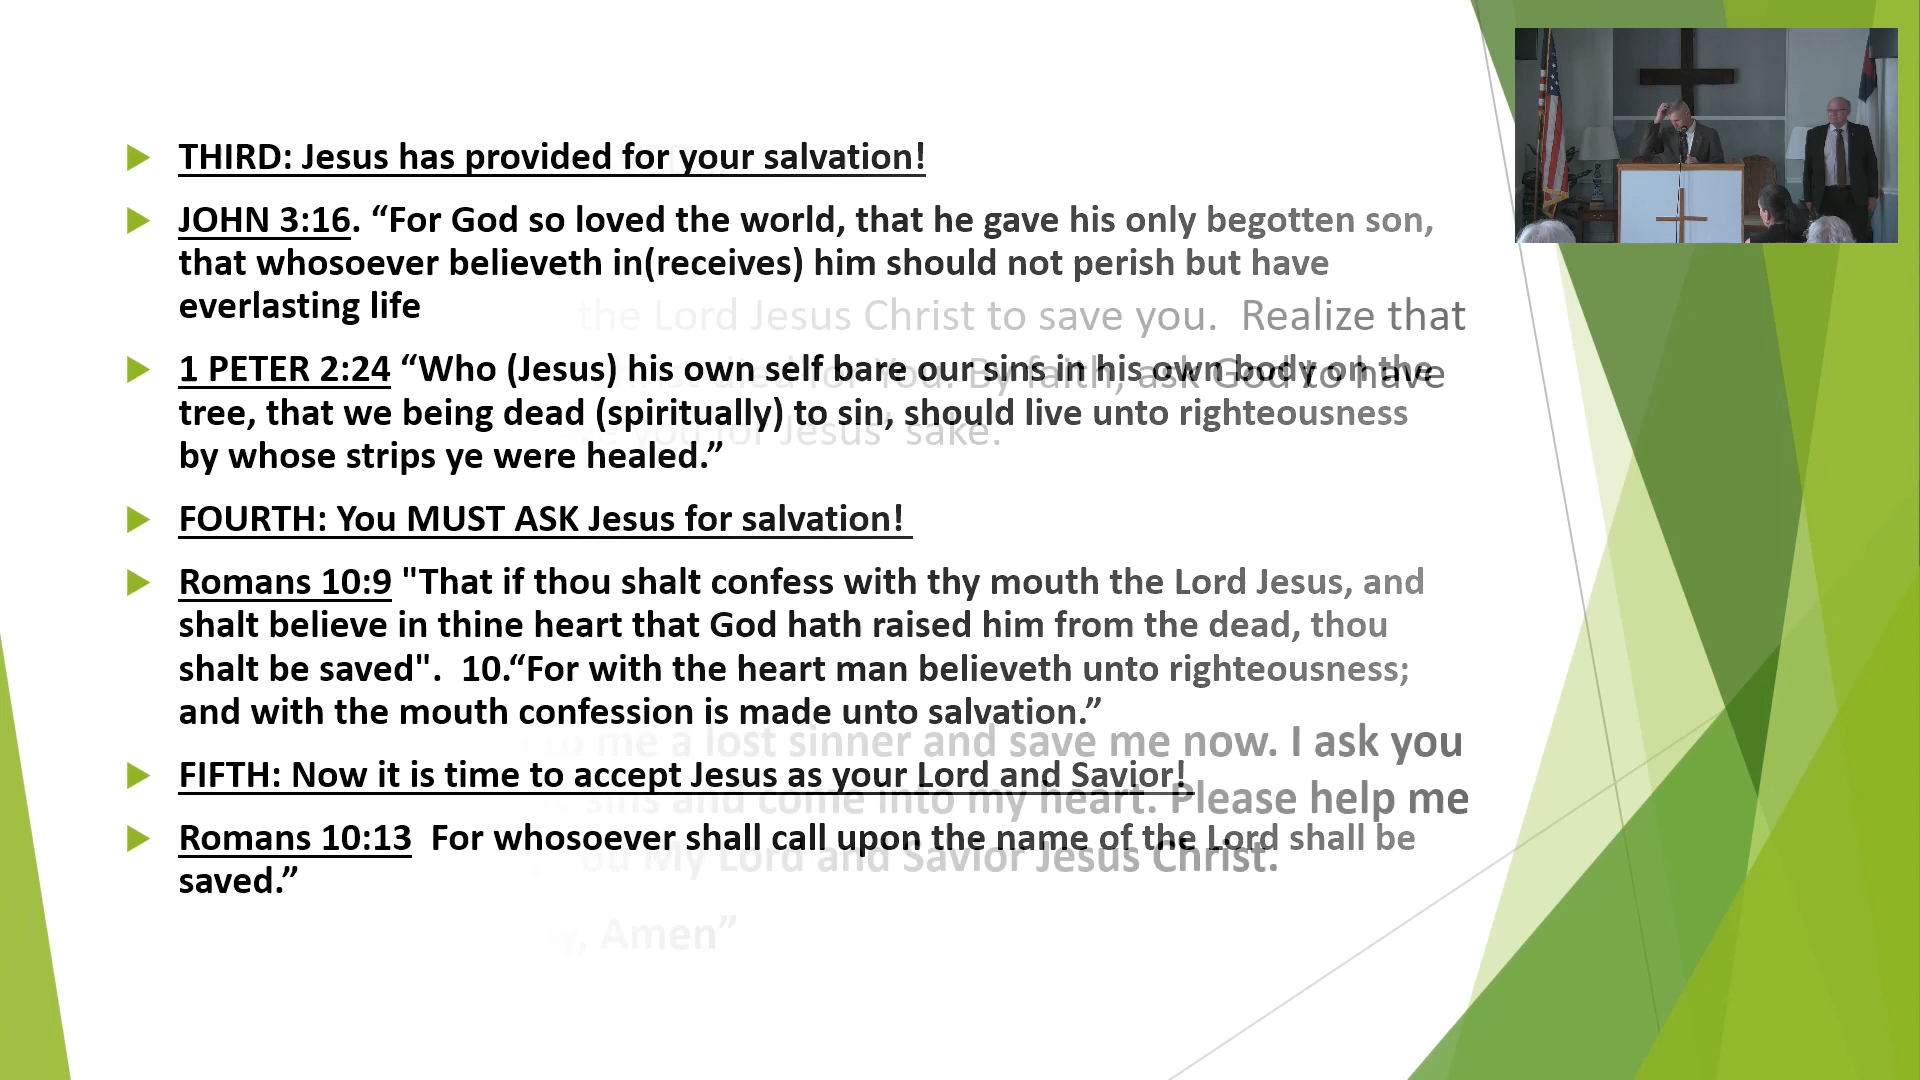 THIRD: Jesus has provided for your salvation!
JOHN 3:16. “For God so loved the world, that he gave his only begotten son,
that whosoever believeth in(receives) him should not perish but have
everlasting life
the Lord Jesus Christ to save you. Realize that
1 PETER 2:24 “Who (Jesus) his own self bare our sins in his own body on the
died for You. By faith, ask God to have
tree, that we being dead (spiritually) to sin, should live unto righteousness
you for Jesus' sake.
by whose strips ye were healed.”
FOURTH: You MUST ASK Jesus for salvation!
Romans 10:9 "That if thou shalt confess with thy mouth the Lord Jesus, and
shalt believe in thine heart that God hath raised him from the dead, thou
shalt be saved". 10.“For with the heart man believeth unto righteousness;
and with the mouth confession is made unto salvation.”
me a lost sinner and save me now. I ask you
FIFTH: Now it is time to accept Jesus as your Lord and Savior!
sins and come into my heart. Please help me
Romans 10:13 For whosoever shall call upon the name of the Lord shall be
My Lord and Savior Jesus Christ.
saved.”
Amen”